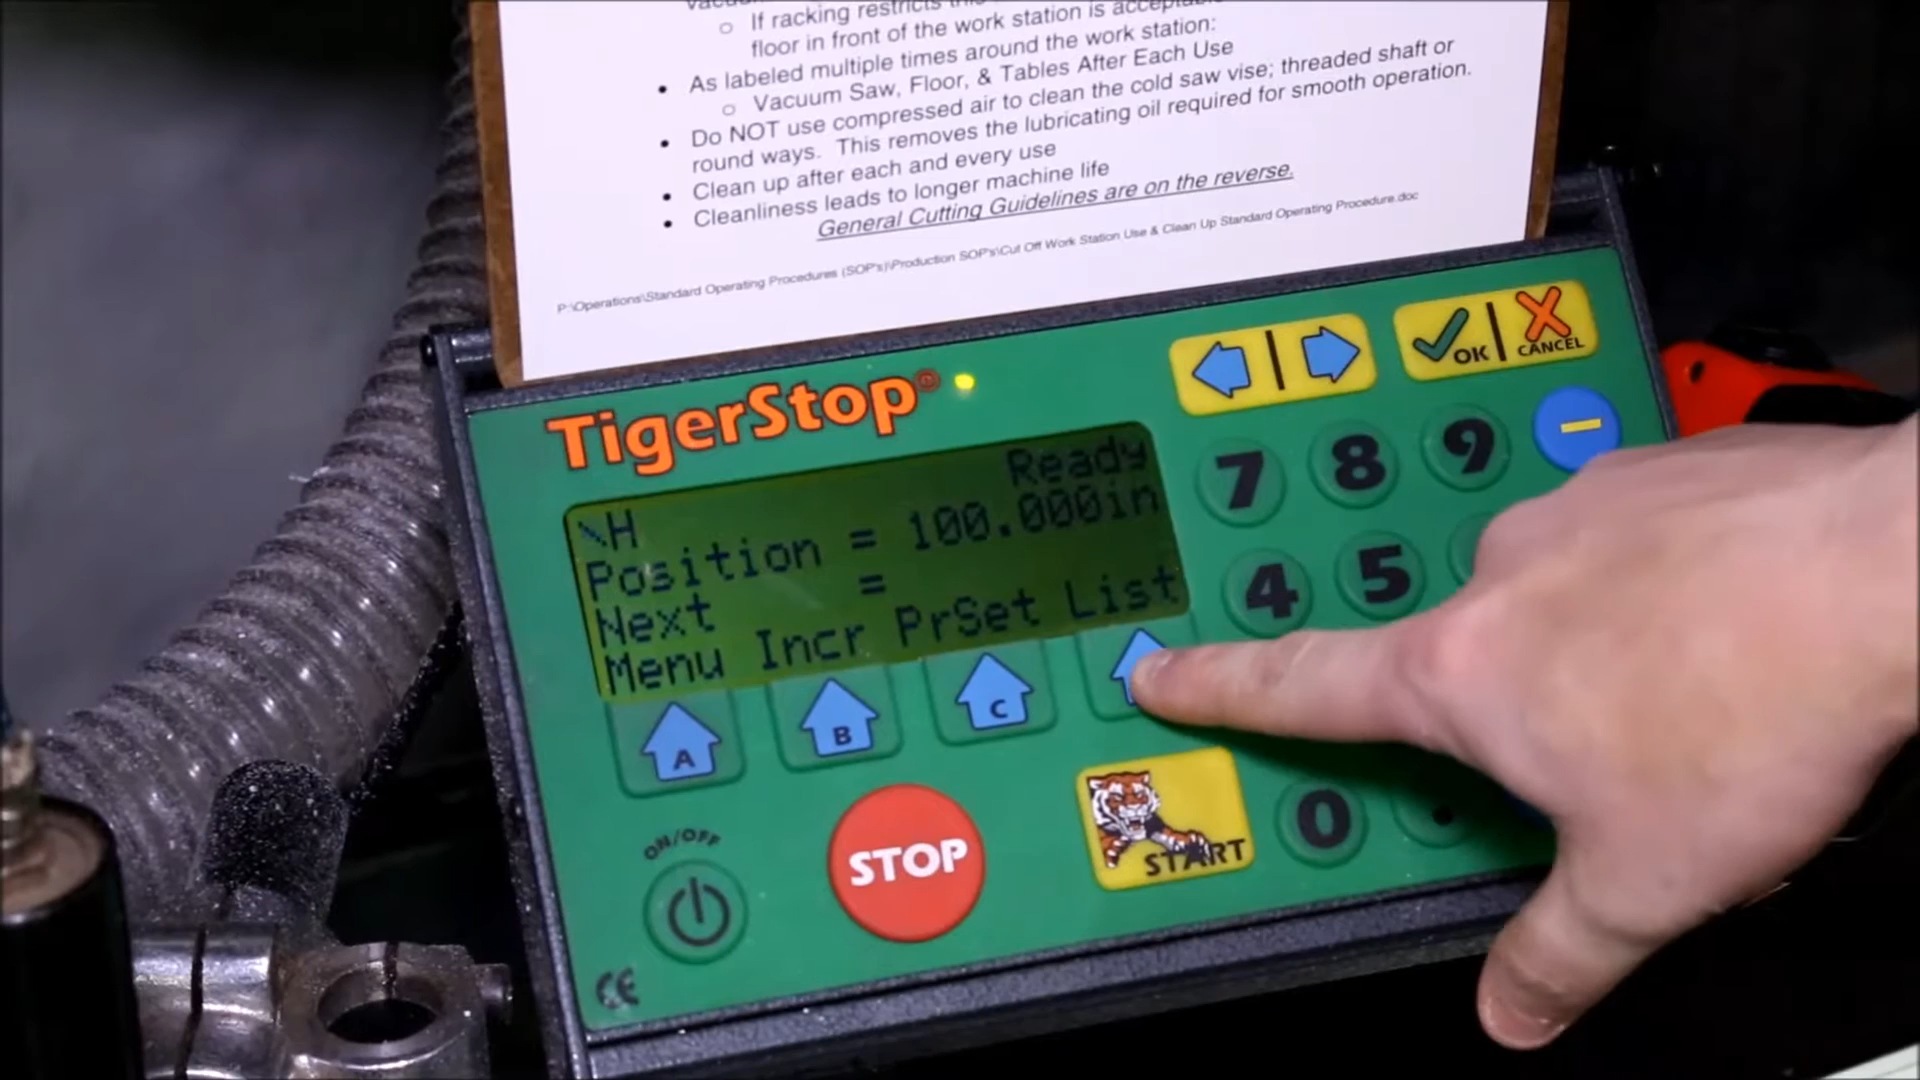 If racking restricts
floor in front of the work station is
As labeled multiple times around the work station:
Vacuum Saw, Floor, & Tables After Each Use
Do NOT use compressed air to clean the cold saw vise; threaded shaft or
round ways. This removes the lubricating oil required for smooth operation.
Clean up after each and every use
Cleanliness leads to longer machine life
General Cutting Guidelines are on the reverse.
P:\Operations\Standard Operating Procedures (SOP's)\Production SOP's\Cut Off Work Station Use & Clean Up Standard Operating Procedure.doc
TigerStop®
OK CANCEL
Ready
H
Position = 100.000in
Next =
Menu Incr PrSet List
7 8 9 −
4 5
A B C
ON/OFF
STOP
START
0 .
CE